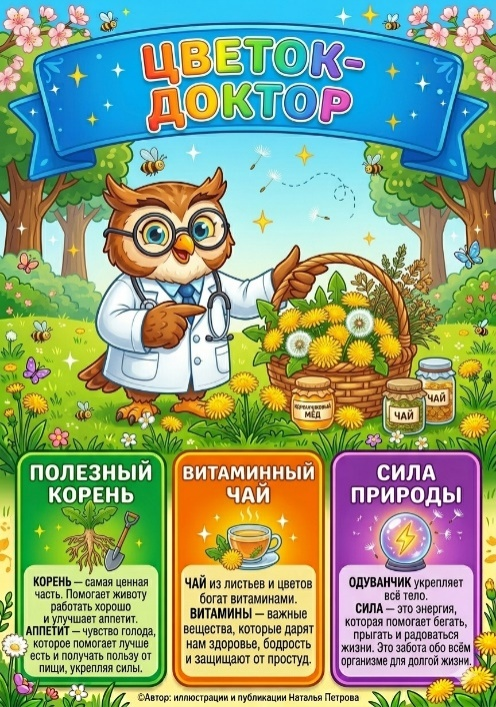 ЦВЕТОК-
ДОКТОР
ОДУВАНЧИКОВЫЙ
МЁД
ЧАЙ
ЧАЙ
ПОЛЕЗНЫЙ
КОРЕНЬ
КОРЕНЬ — самая ценная
часть. Помогает животу
работать хорошо
и улучшает аппетит.
АППЕТИТ — чувство голода,
которое помогает лучше
есть и получать пользу от
пищи, укрепляя силы.
ВИТАМИННЫЙ
ЧАЙ
ЧАЙ из листьев и цветов
богат витаминами.
ВИТАМИНЫ — важные
вещества, которые дарят
нам здоровье, бодрость
и защищают от простуд.
СИЛА
ПРИРОДЫ
ОДУВАНЧИК укрепляет
всё тело.
СИЛА — это энергия,
которая помогает бегать,
прыгать и радоваться
жизни. Это забота обо всём
организме для долгой жизни.
©Автор: иллюстрации и публикации Наталья Петрова